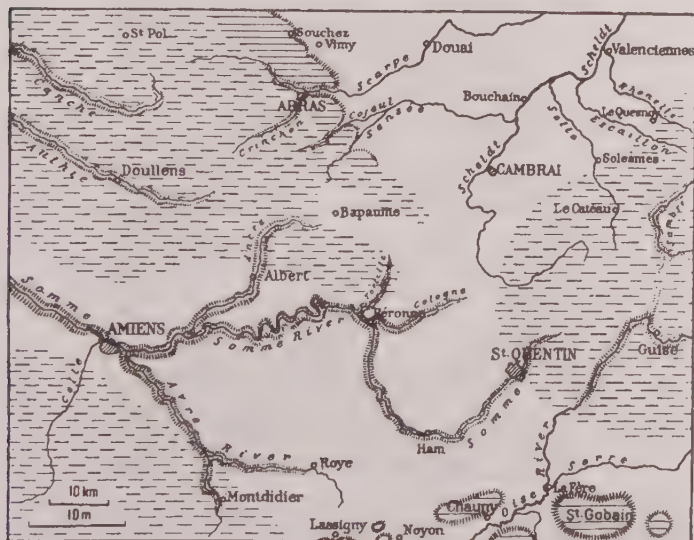 St Pol
Souchez
Vimy
Scarpe
Douai
Scheldt
Valenciennes
Canche
ARRAS
Cojeul
Sensée
Bouchain
Rhonelle
Le Quesnoy
Escaillon
Crinchon
Authie
Doullens
Scheldt
CAMBRAI
Selle
Solesmes
Bapaume
Le Cateau
Sambre
Ancre
Albert
Somme
Tortille
Péronne
Cologne
AMIENS
Somme River
St QUENTIN
Guise
Celle
Avre River
Ham
Somme
Oise River
Serre
Roye
La Fère
10 km
10 m
Montdidier
Chauny
St Gobain
Lassigny
Noyon